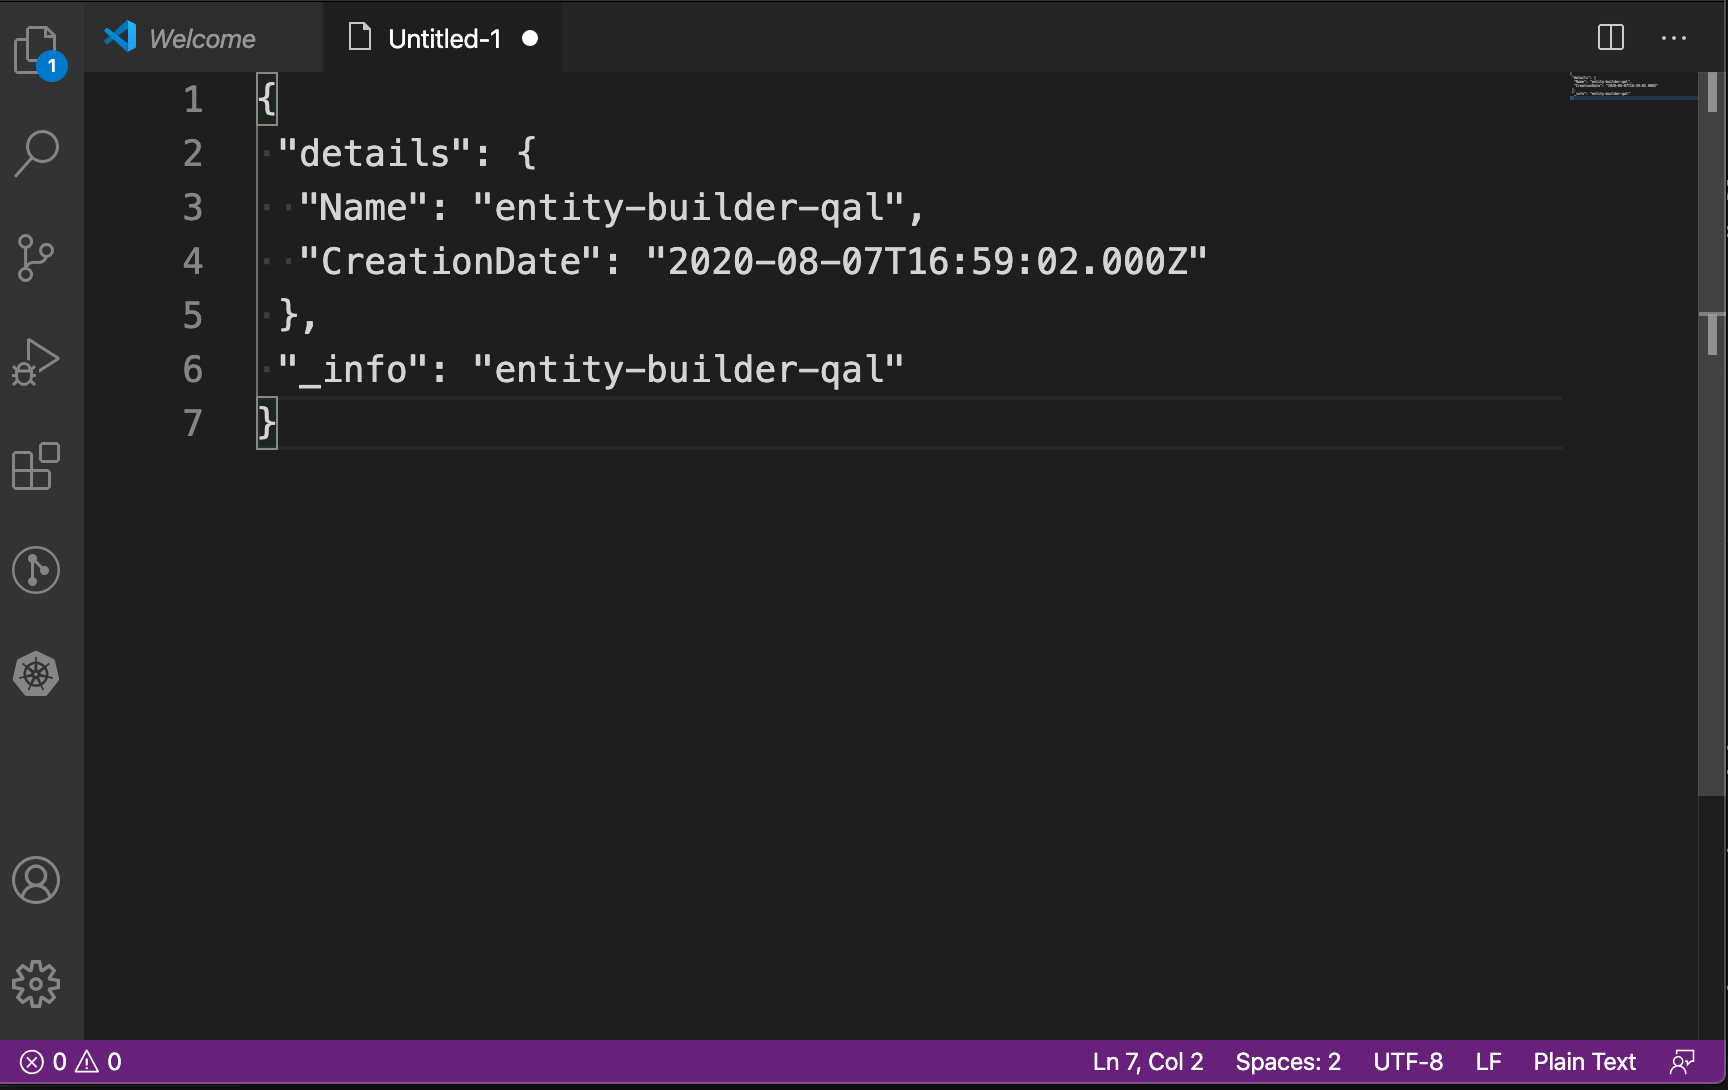 Welcome
Untitled-1
1
1 {
2 "details": {
3 "Name": "entity-builder-qal",
4 "CreationDate": "2020-08-07T16:59:02.000Z"
5 },
6 "_info": "entity-builder-qal"
7 }
0 0
Ln 7, Col 2 Spaces: 2 UTF-8 LF Plain Text